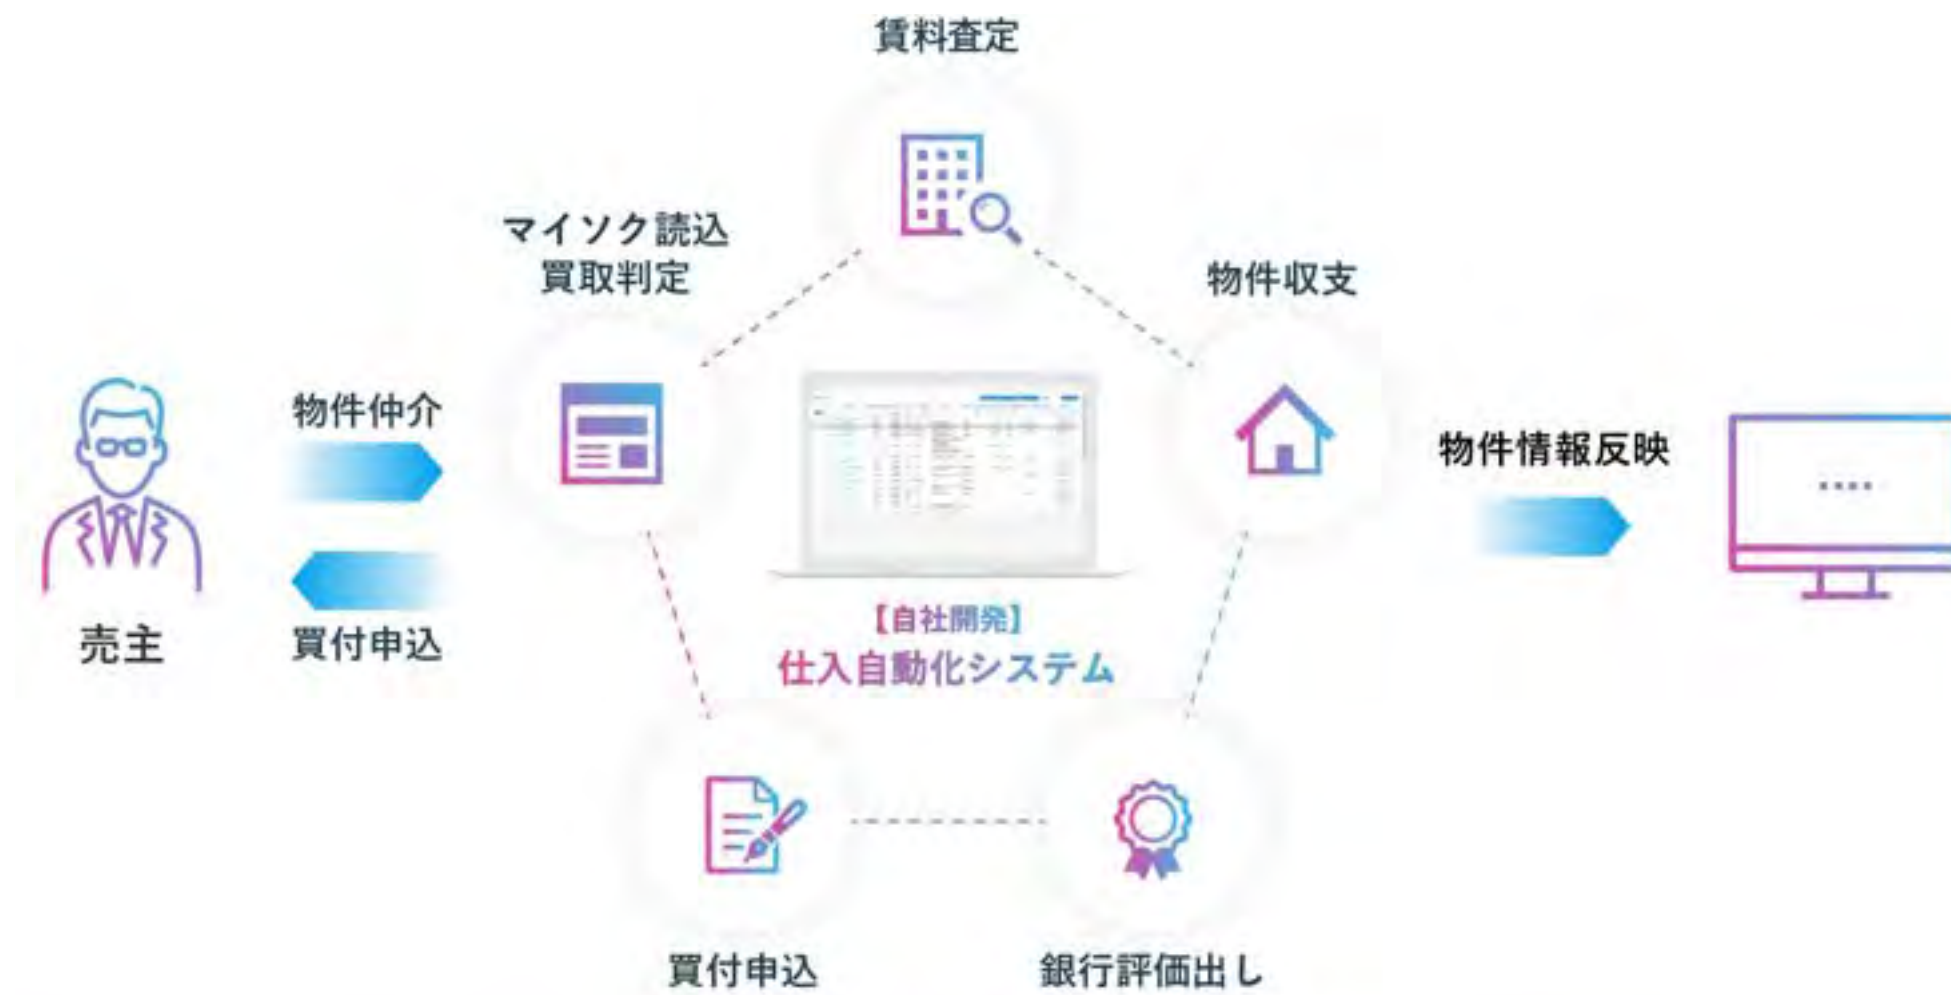 賃料査定
マイソク読込
買取判定
物件収支
物件仲介
物件情報反映
【自社開発】
仕入自動化システム
売主
買付申込
買付申込
銀行評価出し